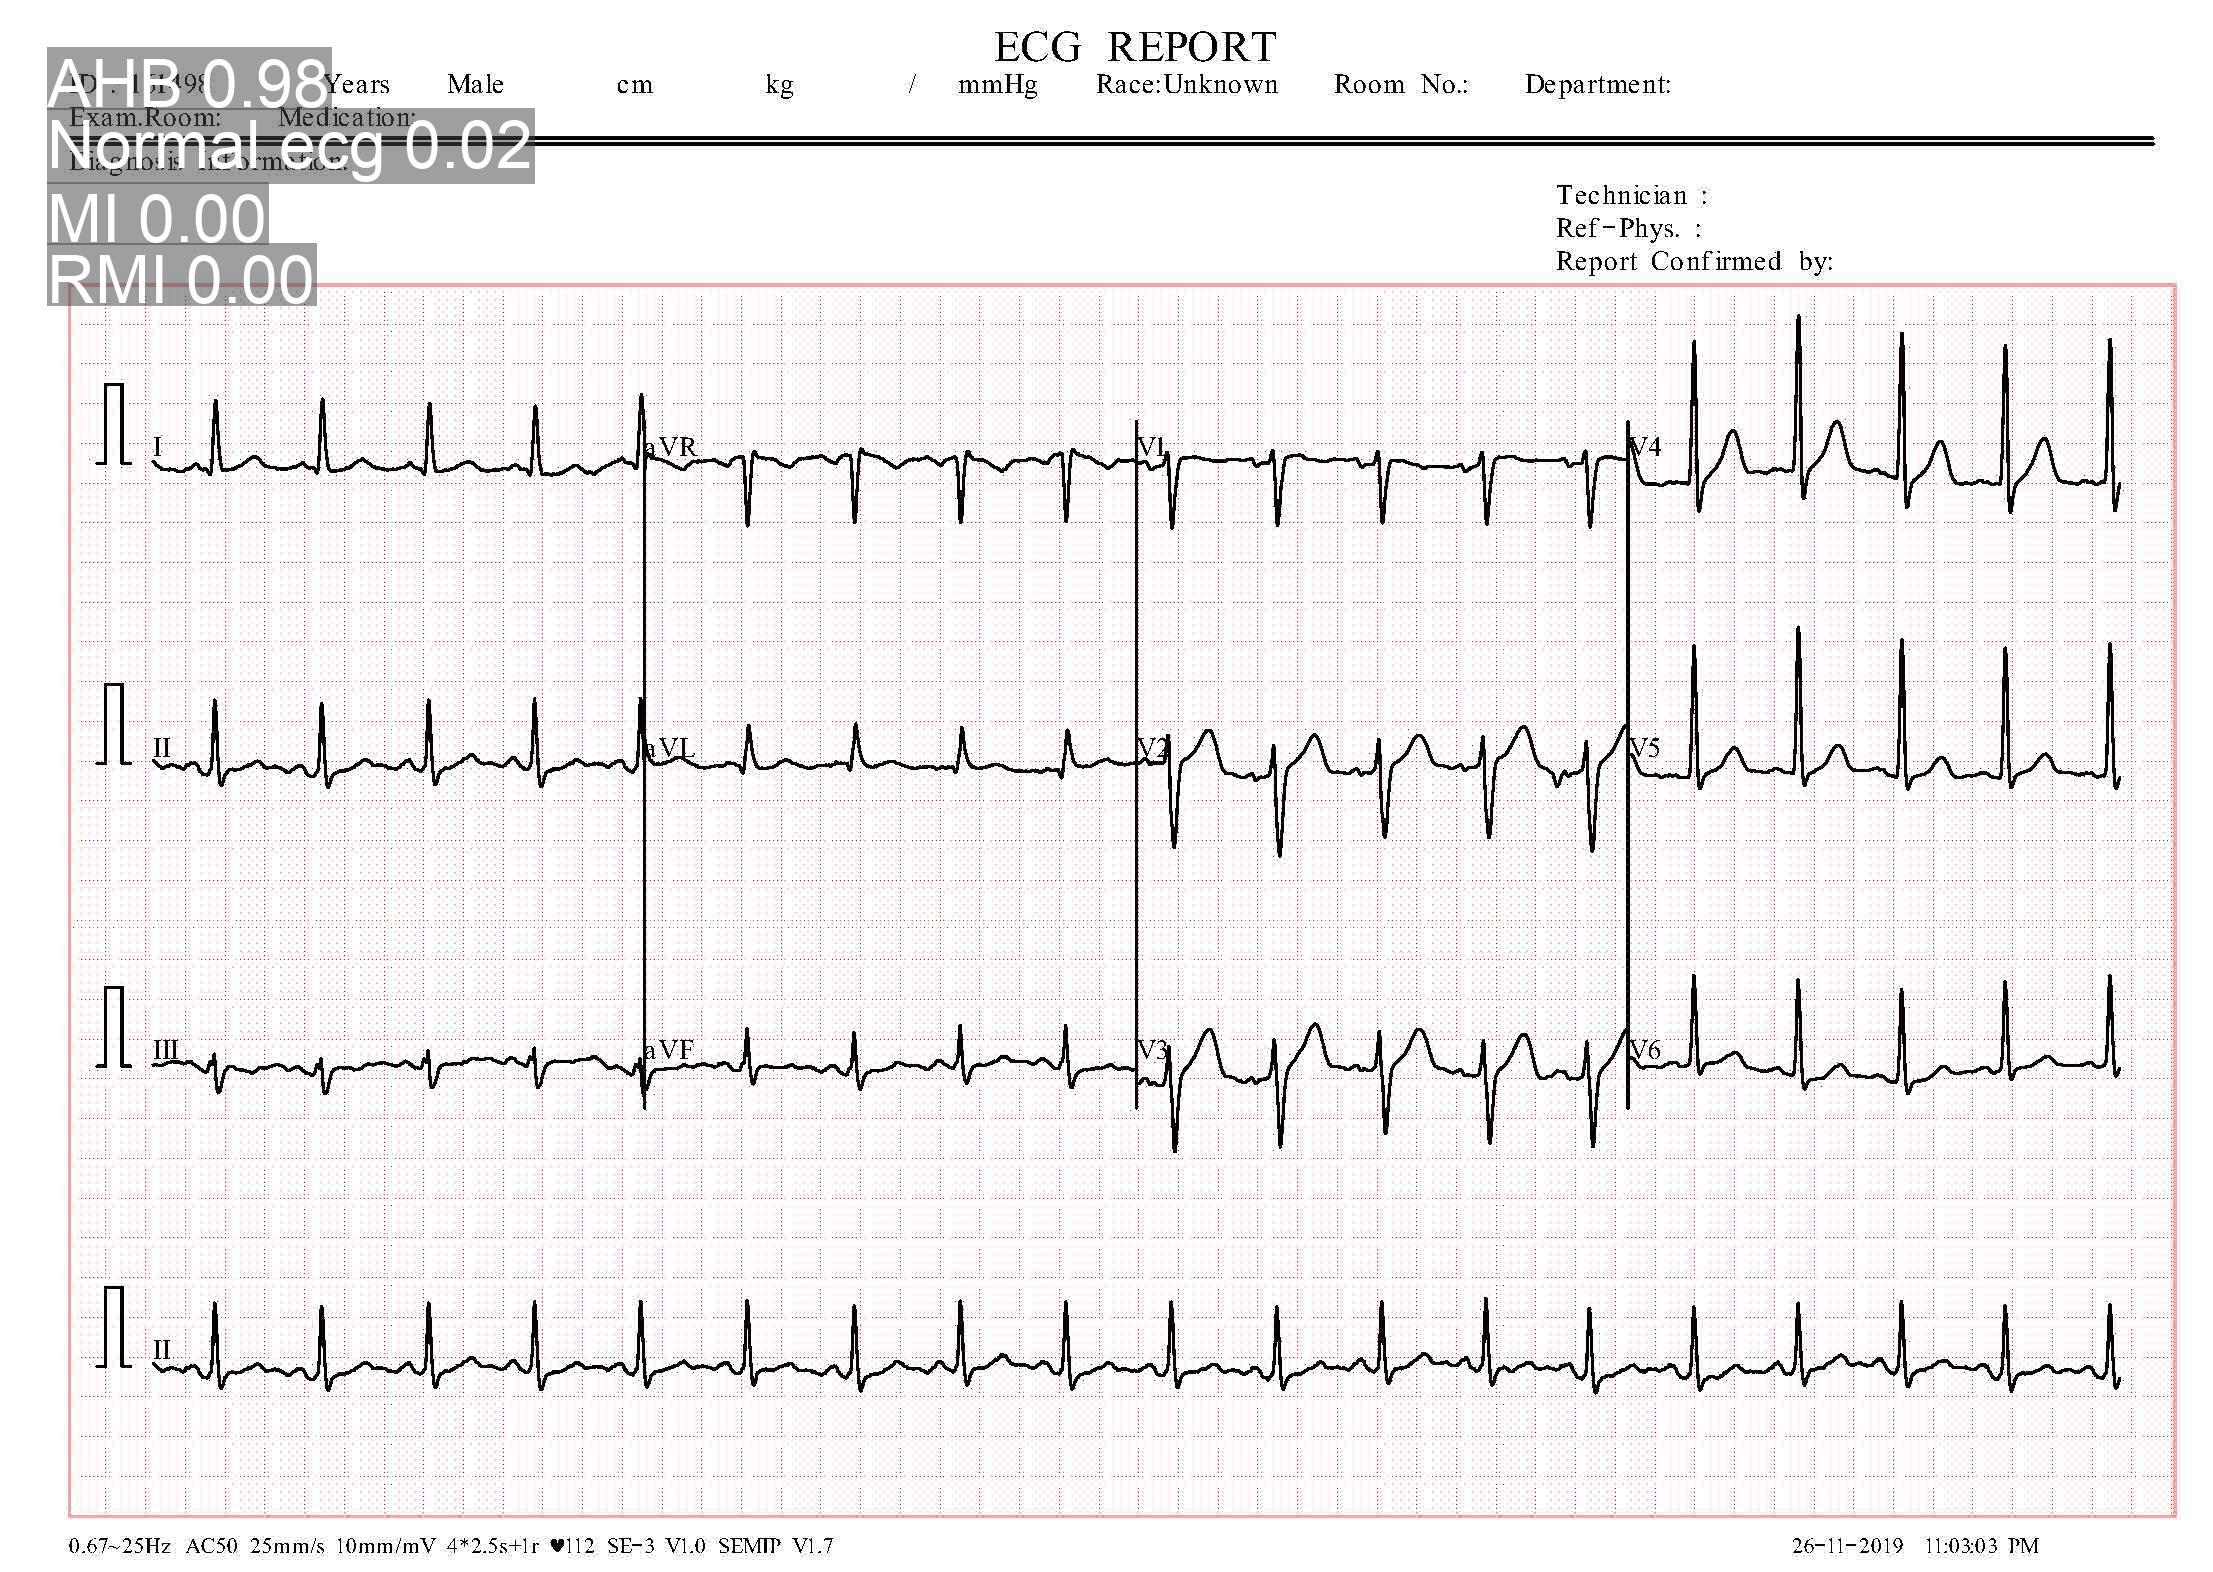 ECG REPORT
AHB 0.98
ID : Years Male cm kg / mmHg Race:Unknown Room No.: Department:
Exam.Room: Medication:
Normal ecg 0.02
Diagnosis Information:
MI 0.00
Technician :
Ref-Phys. :
RMI 0.00
Report Confirmed by:
I aVR V1 V4
II aVL V2 V5
III aVF V3 V6
II
0.67~25Hz AC50 25mm/s 10mm/mV 4*2.5s+1r ♥112 SE-3 V1.0 SEMIP V1.7
26-11-2019 11:03:03 PM